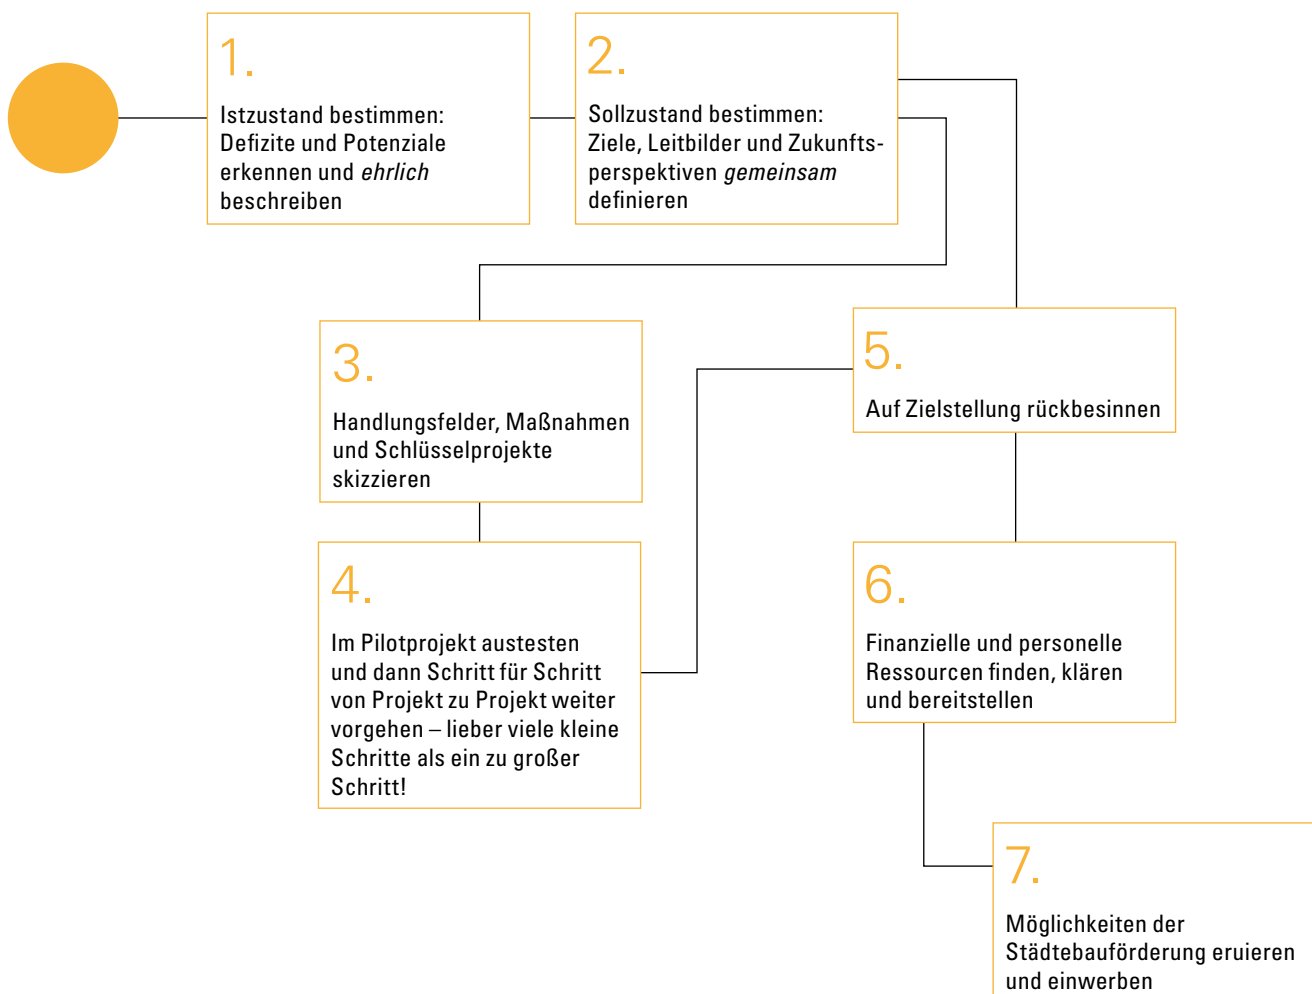 1.
Istzustand bestimmen:
Defizite und Potenziale
erkennen und ehrlich
beschreiben
2.
Sollzustand bestimmen:
Ziele, Leitbilder und Zukunfts-
perspektiven gemeinsam
definieren
3.
Handlungsfelder, Maßnahmen
und Schlüsselprojekte
skizzieren
4.
Im Pilotprojekt austesten
und dann Schritt für Schritt
von Projekt zu Projekt weiter
vorgehen – lieber viele kleine
Schritte als ein zu großer
Schritt!
5.
Auf Zielstellung rückbesinnen
6.
Finanzielle und personelle
Ressourcen finden, klären
und bereitstellen
7.
Möglichkeiten der
Städtebauförderung eruieren
und einwerben